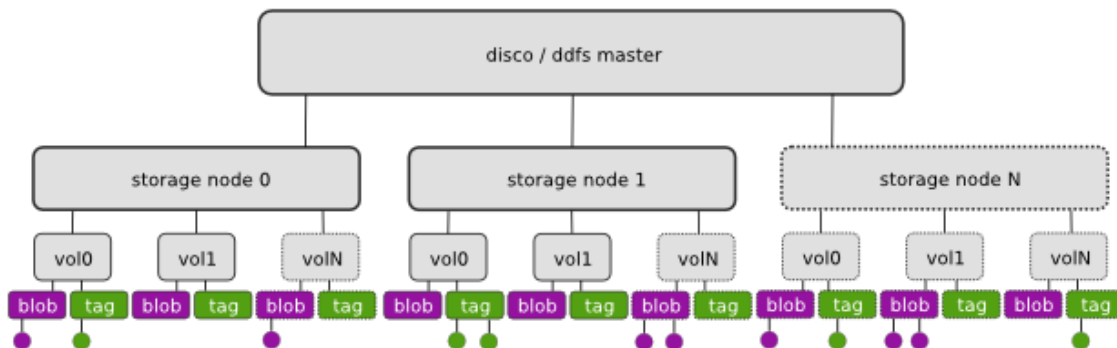 disco / ddfs master
storage node 0 storage node 1 storage node N
vol0 vol1 volN vol0 vol1 volN vol0 vol1 volN
blob tag blob tag blob tag blob tag blob tag blob tag blob tag blob tag blob tag